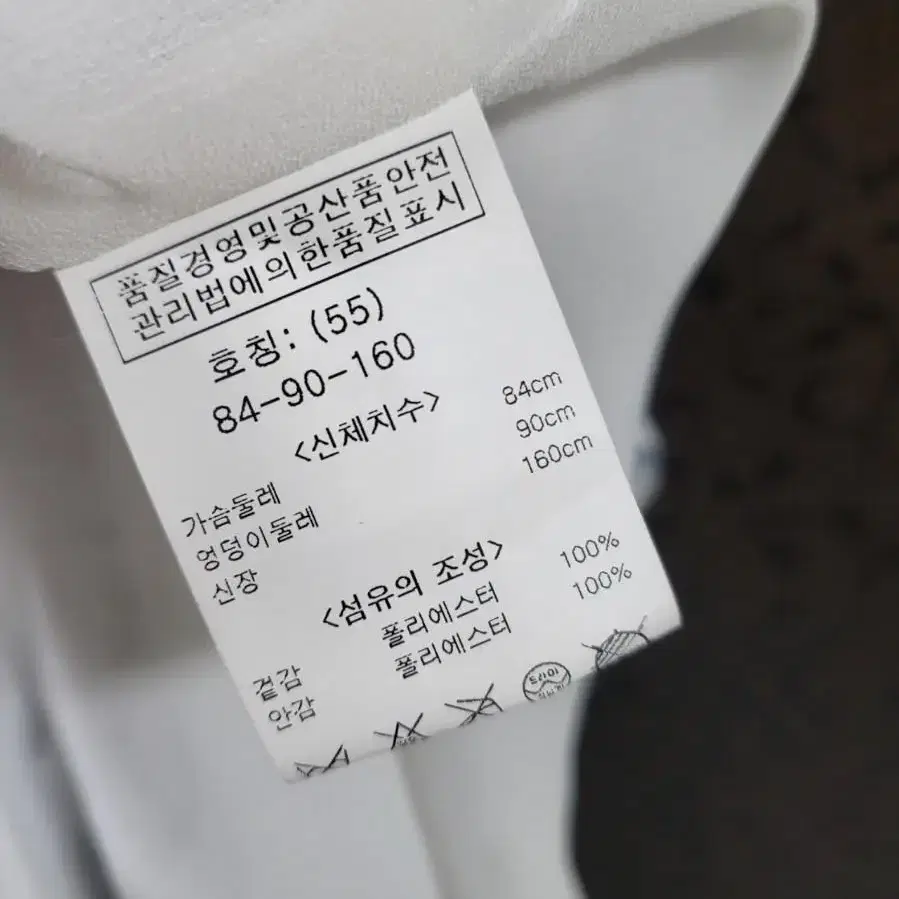 품질경영및공산품안전
관리법에의한품질표시
호칭: (55)
84-90-160
<신체치수>
가슴둘레 84cm
엉덩이둘레 90cm
신장 160cm
<섬유의 조성>
겉감 폴리에스터 100%
안감 폴리에스터 100%
드라이